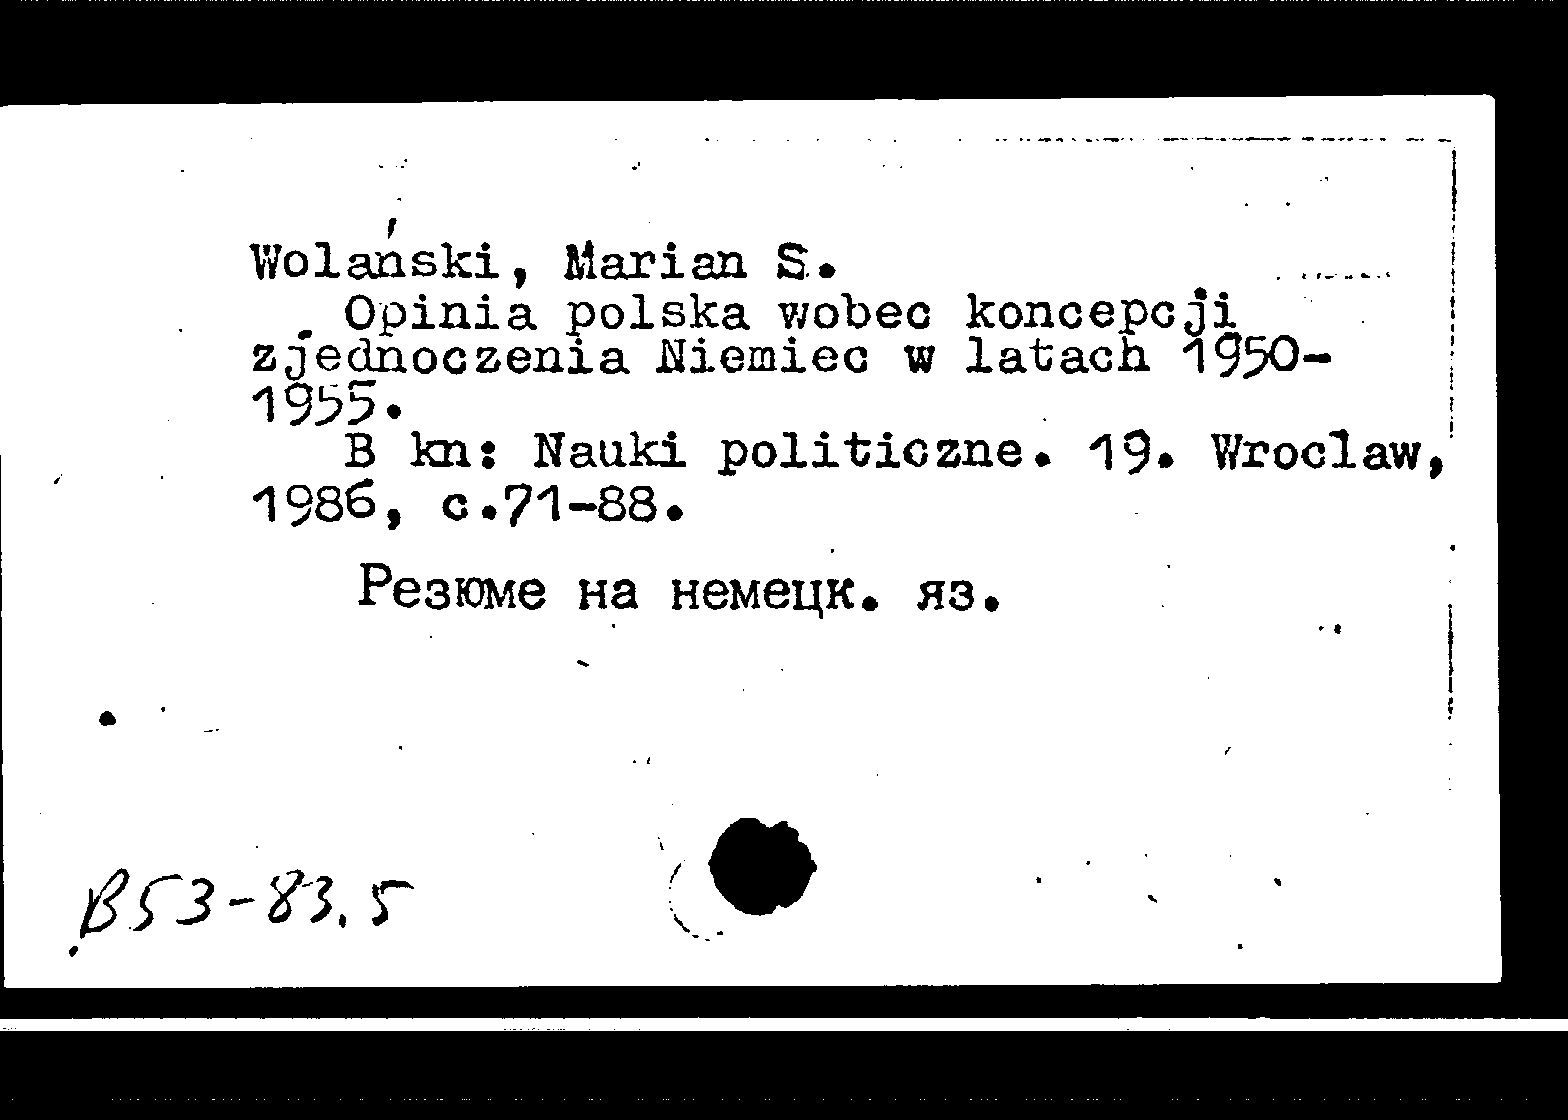 Wolański, Marian S.
Opinia polska wobec koncepcji
zjednoczenia Niemiec w latach 1950-
1955.
B kn: Nauki politiczne. 19. Wroclaw,
1986, c.71-88.
Резюме на немецк. яз.
B53-83.5